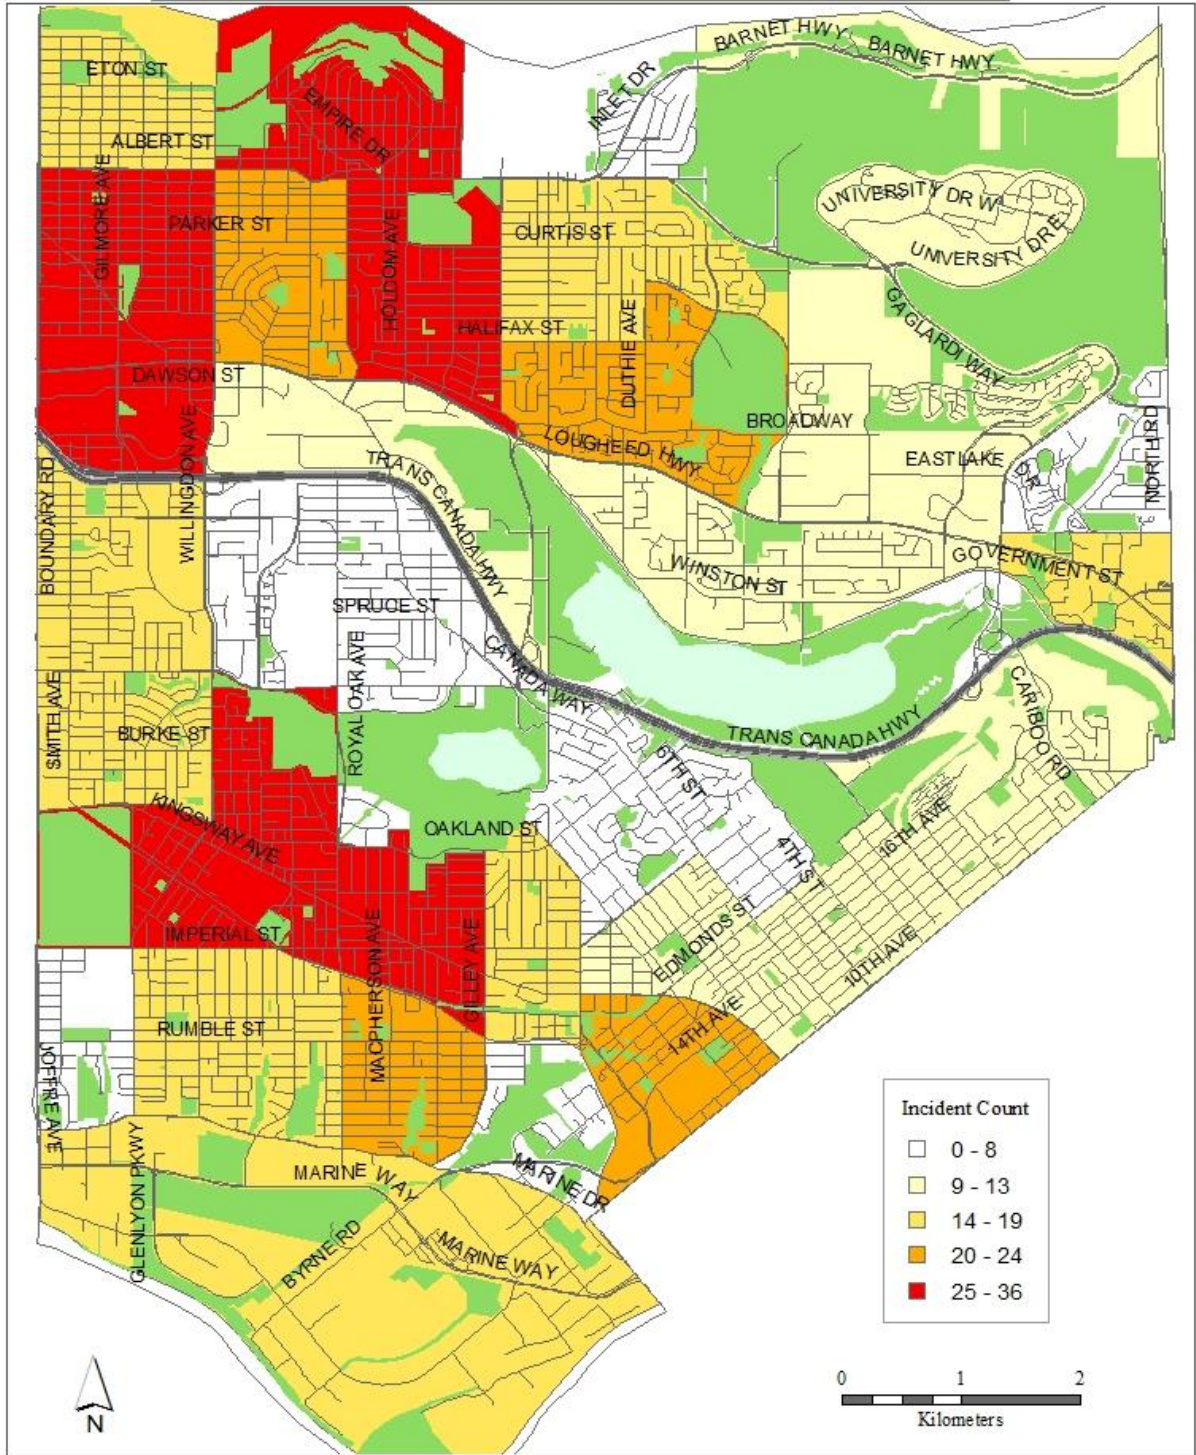 BARNET HWY
BARNET HWY
ETON ST
INLET DR
EMPIRE DR
ALBERT ST
GILMORE AVE
UNIVERSITY DR W
PARKER ST
HOLDOM AVE
CURTIS ST
UNIVERSITY DR E
GAGLARDI WAY
HALIFAX ST
DUTHIE AVE
DAWSON ST
BROADWAY
LOUGHEED HWY
WILLINGDON AVE
NORTH RD
TRANS CANADA HWY
EASTLAKE DR
BOUNDARY RD
GOVERNMENT ST
WINSTON ST
SPRUCE ST
ROYAL OAK AVE
CANADA WAY
SMITH AVE
BURKE ST
CARIBOO RD
TRANS CANADA HWY
6TH ST
KINGSWAY AVE
OAKLAND ST
16TH AVE
4TH ST
IMPERIAL ST
MACPHERSON AVE
GILLEY AVE
EDMONDS ST
10TH AVE
RUMBLE ST
14TH AVE
JOFFRE AVE
GLENLYON PKWY
MARINE WAY
MARINE DR
BYRNE RD
MARINE WAY
Incident Count
0 - 8
9 - 13
14 - 19
20 - 24
25 - 36
N
0 1 2
Kilometers